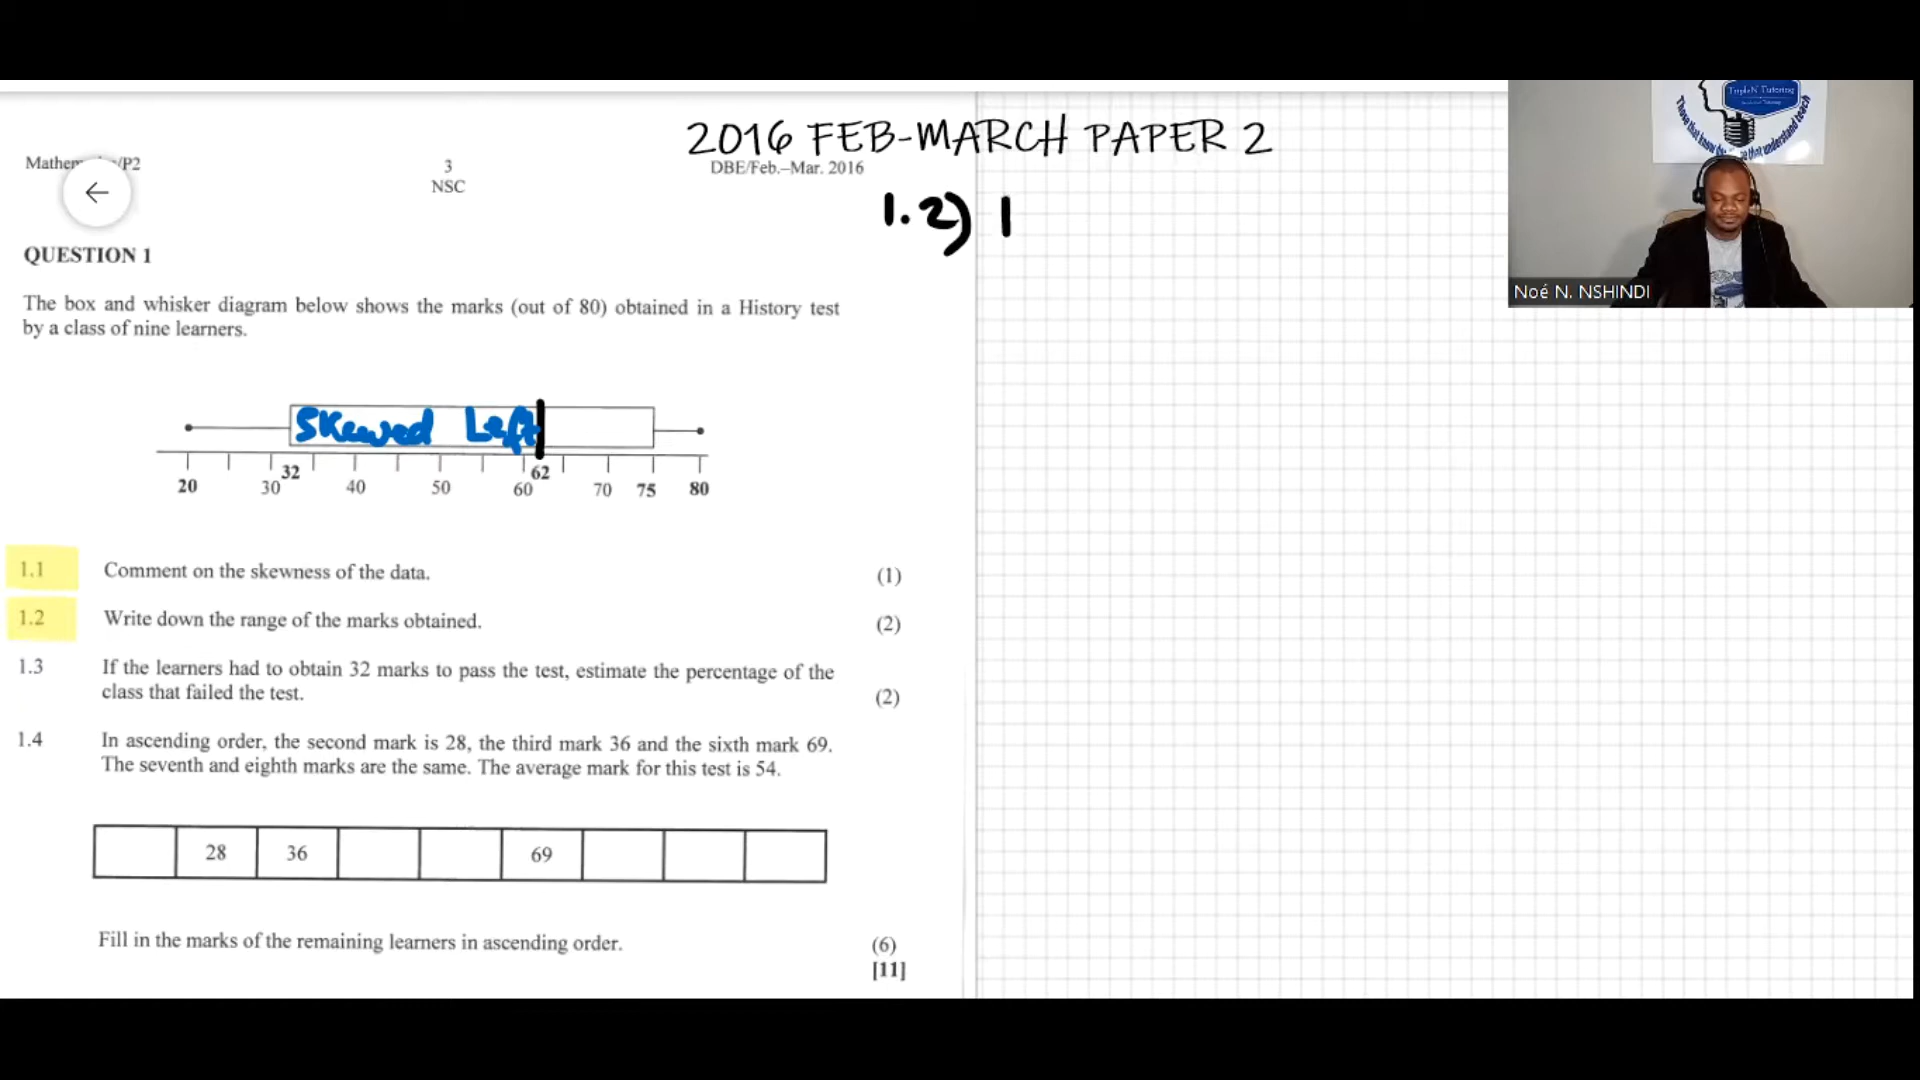 2016 FEB-MARCH PAPER 2
3
DBE/Feb.–Mar. 2016
NSC
1.2)
QUESTION 1
The box and whisker diagram below shows the marks (out of 80) obtained in a History test
by a class of nine learners.
Skewed Left
32 62
20 30 40 50 60 70 75 80
1.1 Comment on the skewness of the data. (1)
1.2 Write down the range of the marks obtained. (2)
1.3 If the learners had to obtain 32 marks to pass the test, estimate the percentage of the
class that failed the test. (2)
1.4 In ascending order, the second mark is 28, the third mark 36 and the sixth mark 69.
The seventh and eighth marks are the same. The average mark for this test is 54.
28 36 69
Fill in the marks of the remaining learners in ascending order. (6)
[11]
TripleN Tutoring
Noé N. NSHINDI